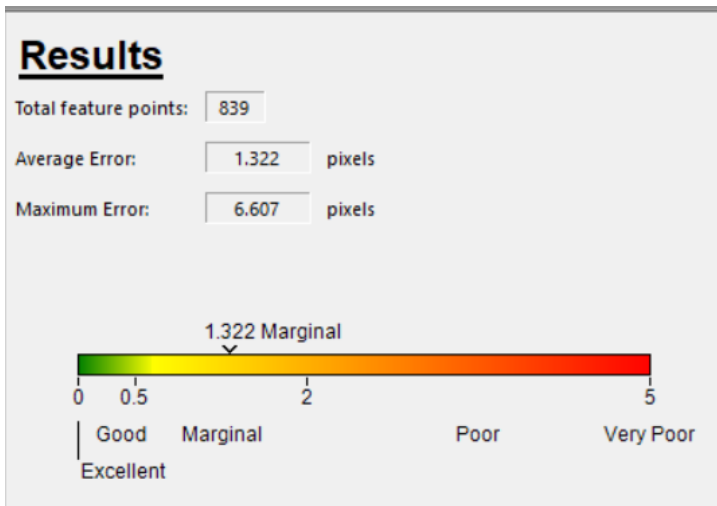 Results
Total feature points: 839
Average Error: 1.322 pixels
Maximum Error: 6.607 pixels
1.322 Marginal
0 0.5 2 5
Good Marginal Poor Very Poor
Excellent